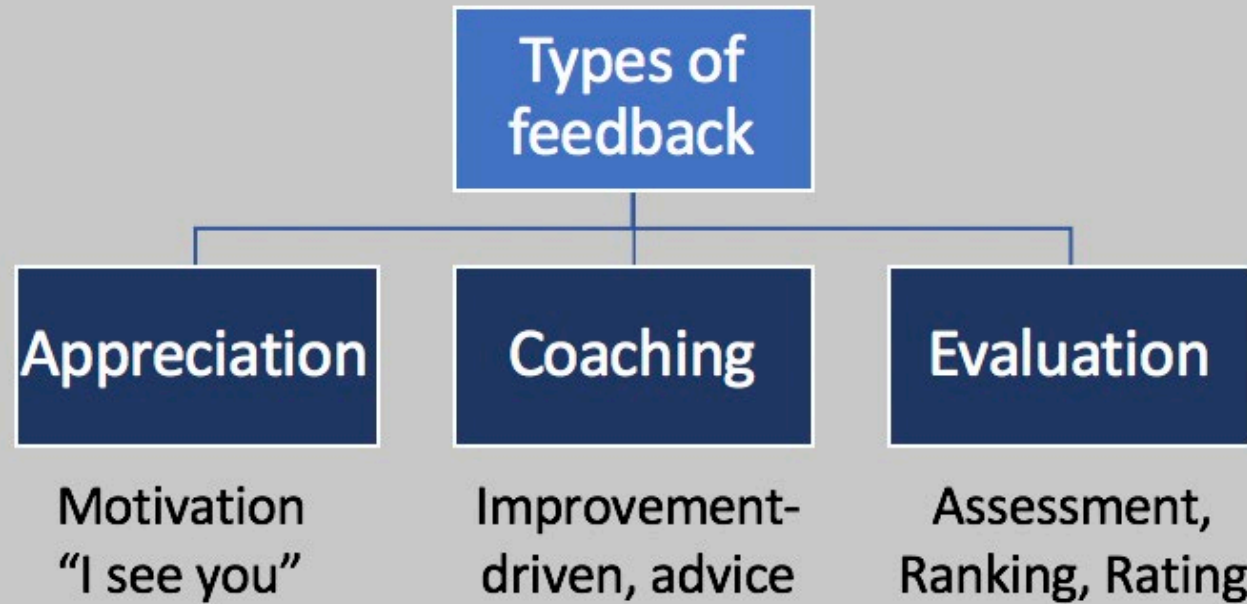 Types of
feedback
Appreciation
Coaching
Evaluation
Motivation
“I see you”
Improvement-
driven, advice
Assessment,
Ranking, Rating